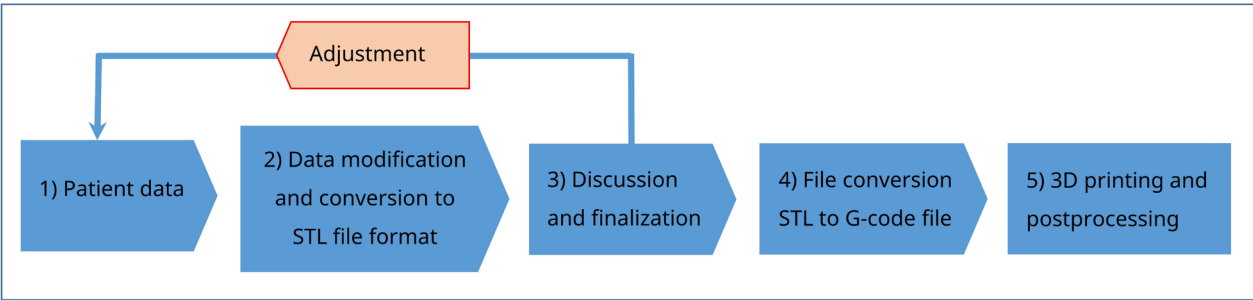 Adjustment
1) Patient data
2) Data modification
and conversion to
STL file format
3) Discussion
and finalization
4) File conversion
STL to G-code file
5) 3D printing and
postprocessing